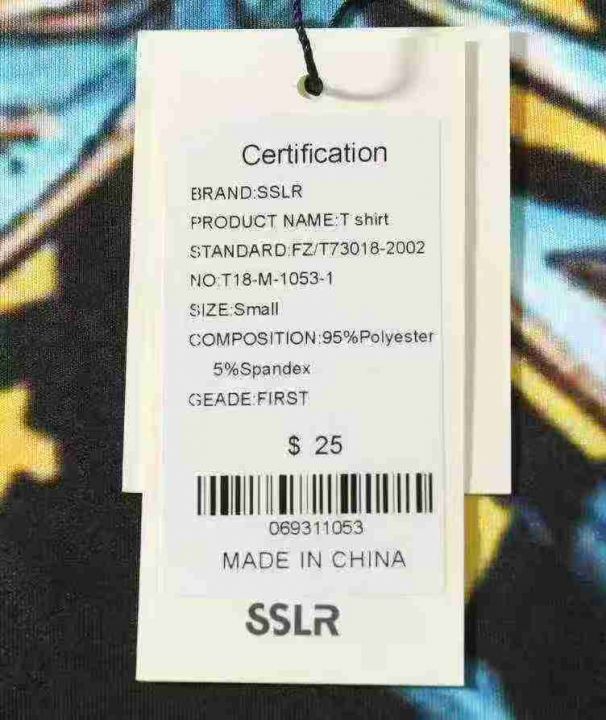 Certification
BRAND:SSLR
PRODUCT NAME:T shirt
STANDARD:FZ/T73018-2002
NO:T18-M-1053-1
SIZE:Small
COMPOSITION:95%Polyester
5%Spandex
GEADE:FIRST
$ 25
069311053
MADE IN CHINA
SSLR